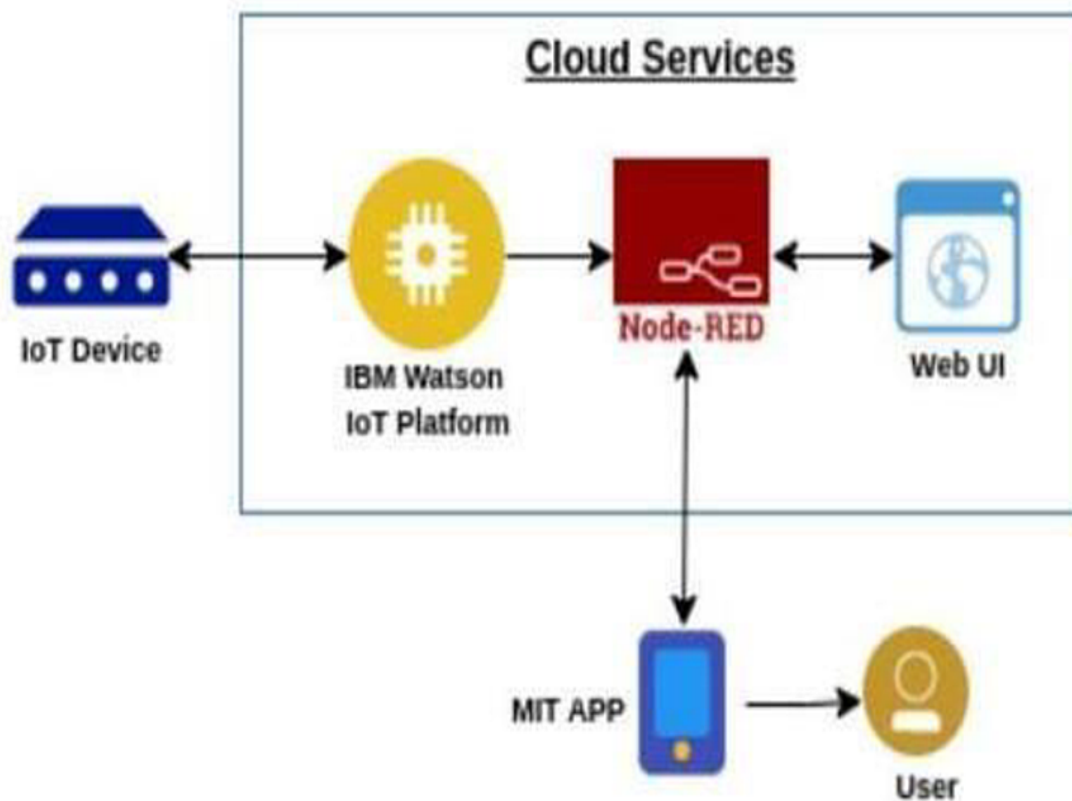 Cloud Services
IoT Device
IBM Watson
IoT Platform
Node-RED
Web UI
MIT APP
User